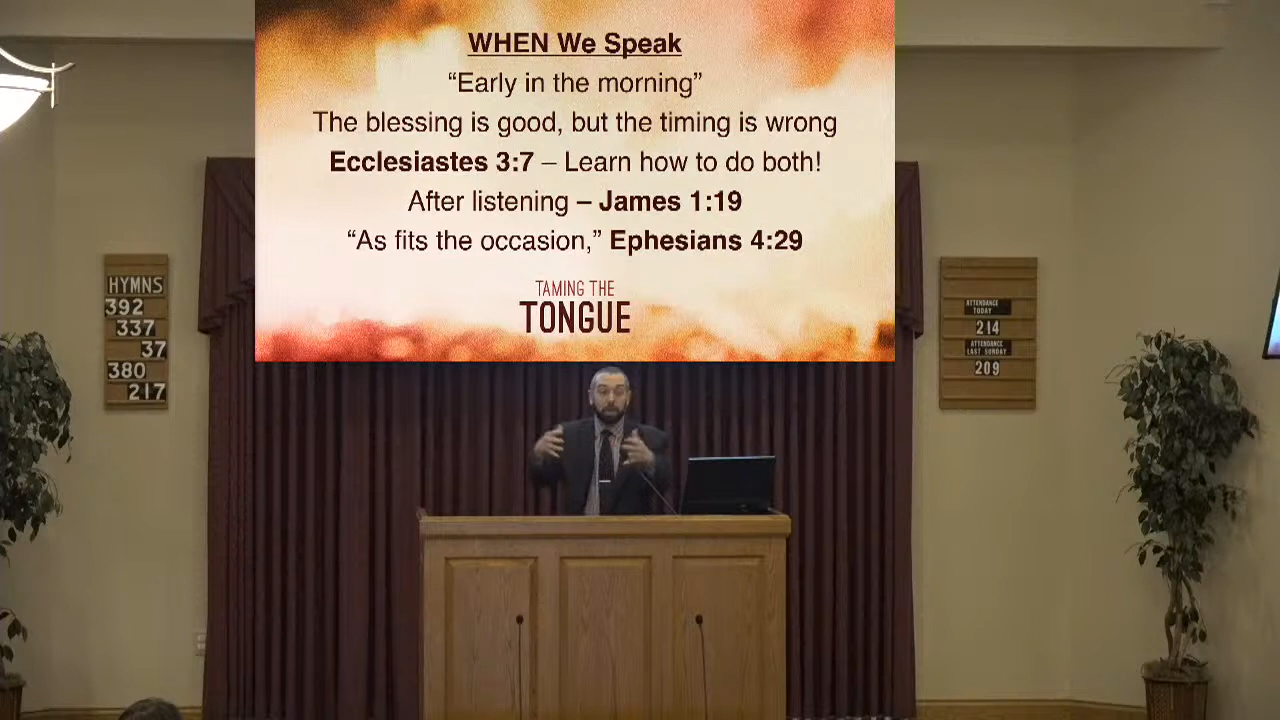 WHEN We Speak
“Early in the morning”
The blessing is good, but the timing is wrong
Ecclesiastes 3:7 – Learn how to do both!
After listening – James 1:19
“As fits the occasion,” Ephesians 4:29
TAMING THE
TONGUE
HYMNS
392
337
37
380
217
ATTENDANCE
TODAY
214
ATTENDANCE
LAST SUNDAY
209